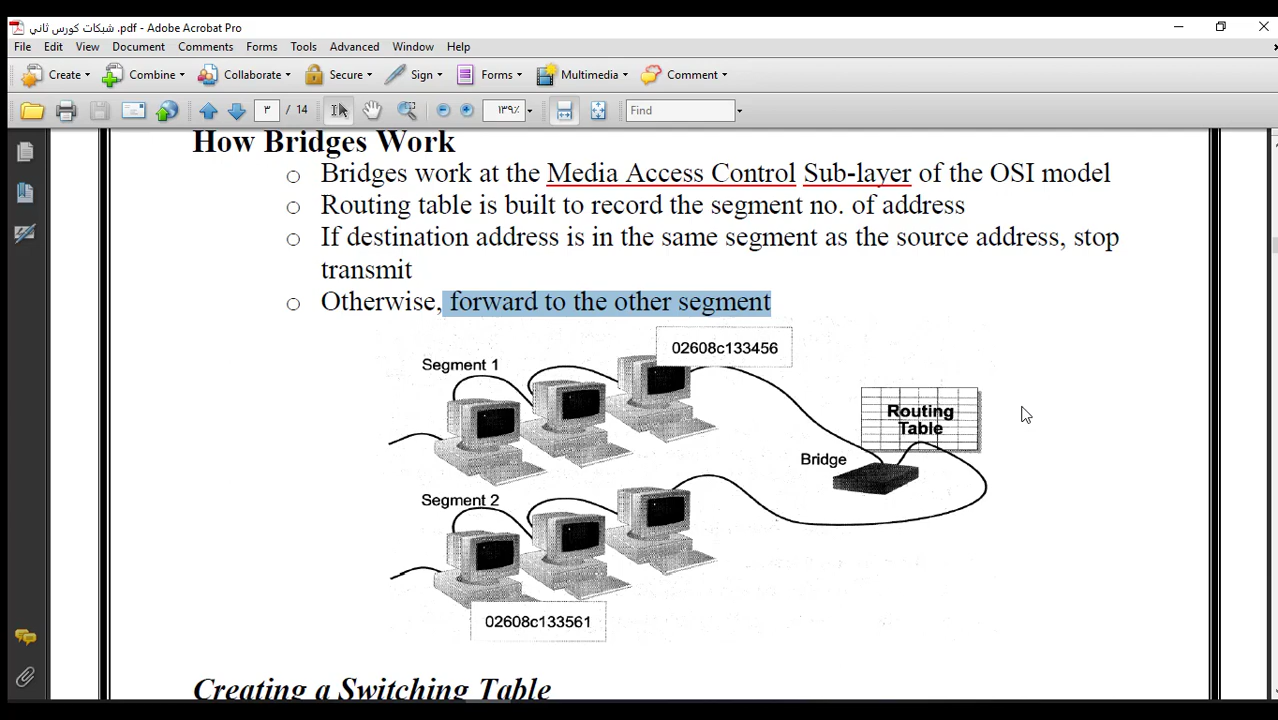 شبكات كورس ثاني .pdf - Adobe Acrobat Pro
File Edit View Document Comments Forms Tools Advanced Window Help
Create Combine Collaborate Secure Sign Forms Multimedia Comment
٣ / 14 ١٣٩٪ Find
How Bridges Work
Bridges work at the Media Access Control Sub-layer of the OSI model
Routing table is built to record the segment no. of address
If destination address is in the same segment as the source address, stop
transmit
Otherwise, forward to the other segment
02608c133456
Segment 1
Routing
Table
Bridge
Segment 2
02608c133561
Creating a Switching Table